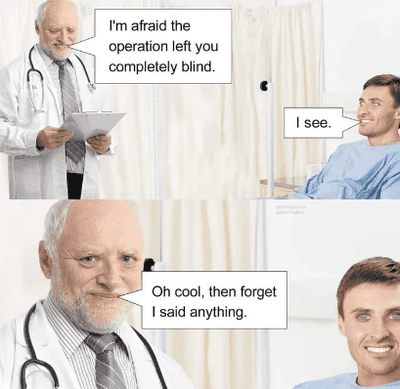 I'm afraid the
operation left you
completely blind.
I see.
Oh cool, then forget
I said anything.